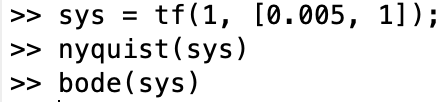 >> sys = tf(1, [0.005, 1]);
>> nyquist(sys)
>> bode(sys)